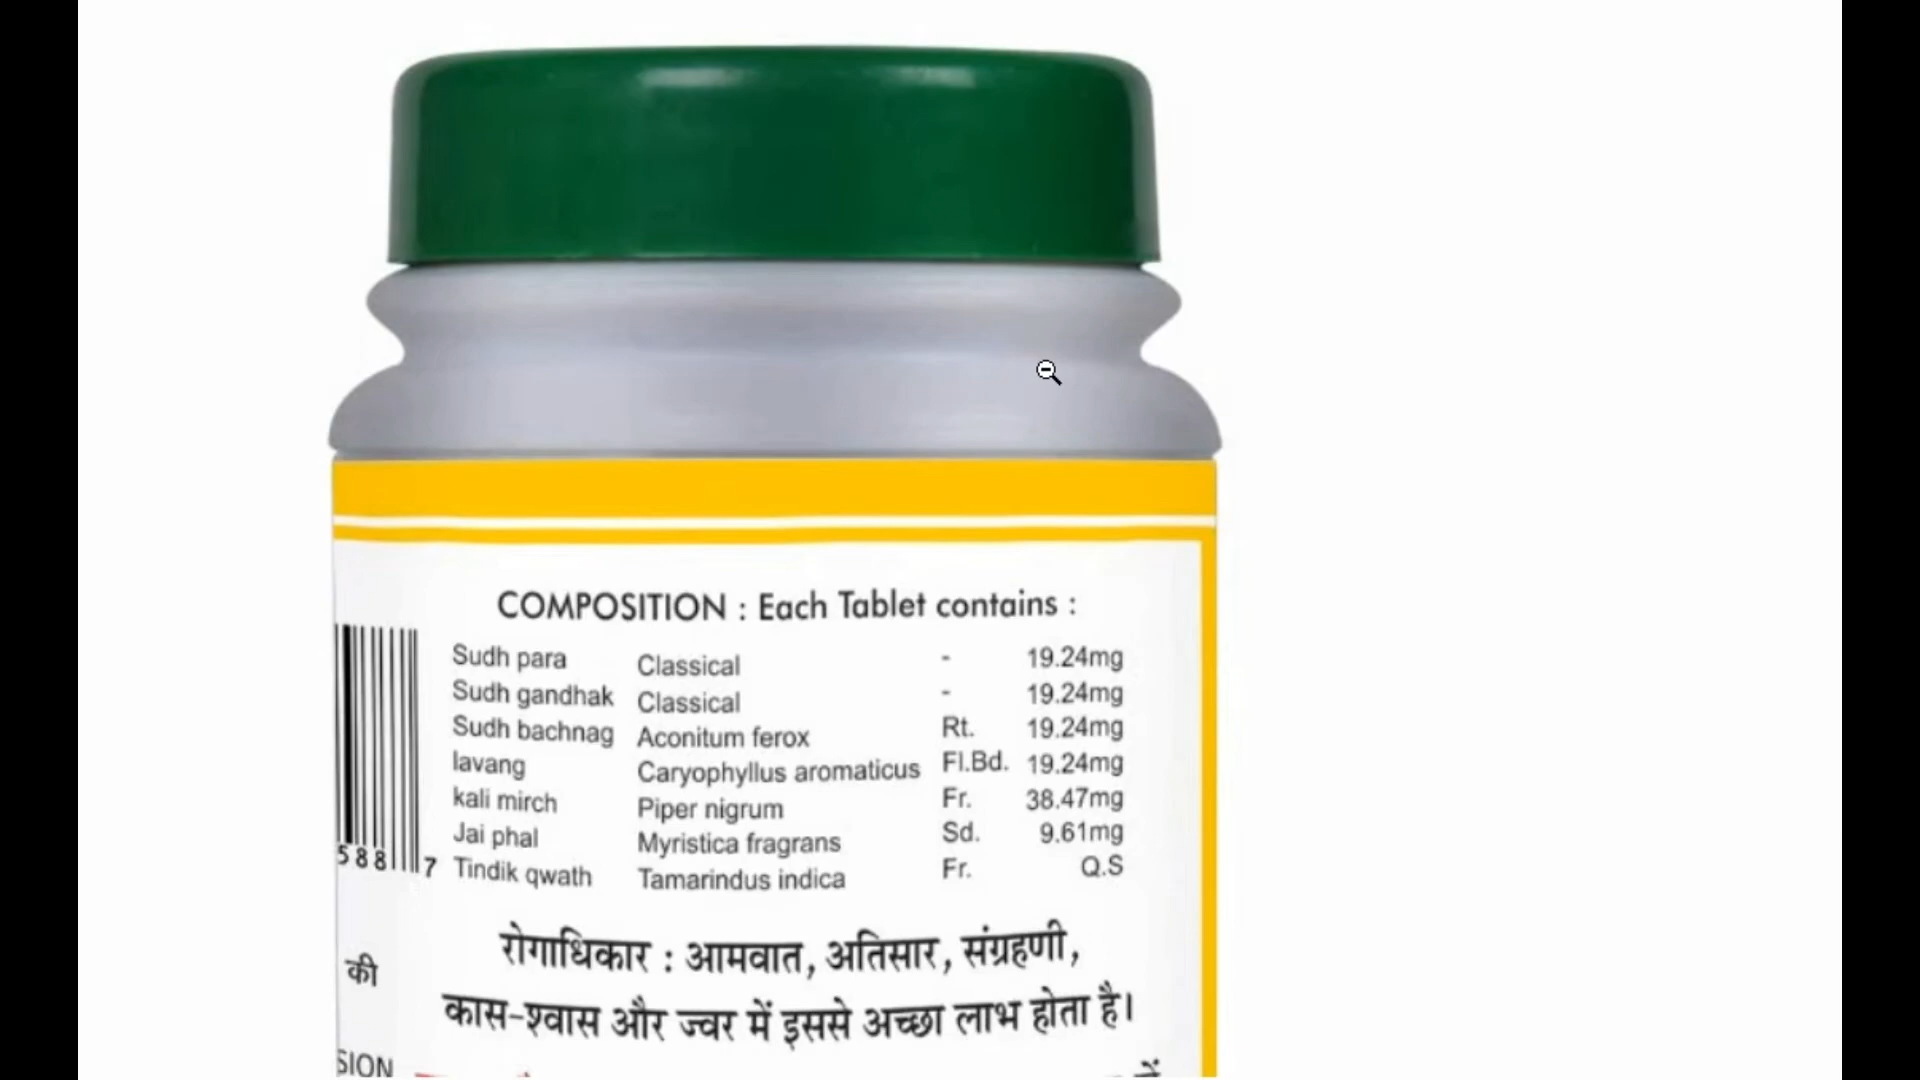 COMPOSITION : Each Tablet contains :
Sudh para Classical - 19.24mg
Sudh gandhak Classical - 19.24mg
Sudh bachnag Aconitum ferox Rt. 19.24mg
lavang Caryophyllus aromaticus Fl.Bd. 19.24mg
kali mirch Piper nigrum Fr. 38.47mg
Jai phal Myristica fragrans Sd. 9.61mg
588 7
Tindik qwath Tamarindus indica Fr. Q.S
रोगाधिकार : आमवात, अतिसार, संग्रहणी,
कास-श्वास और ज्वर में इससे अच्छा लाभ होता है।
की
SION
में